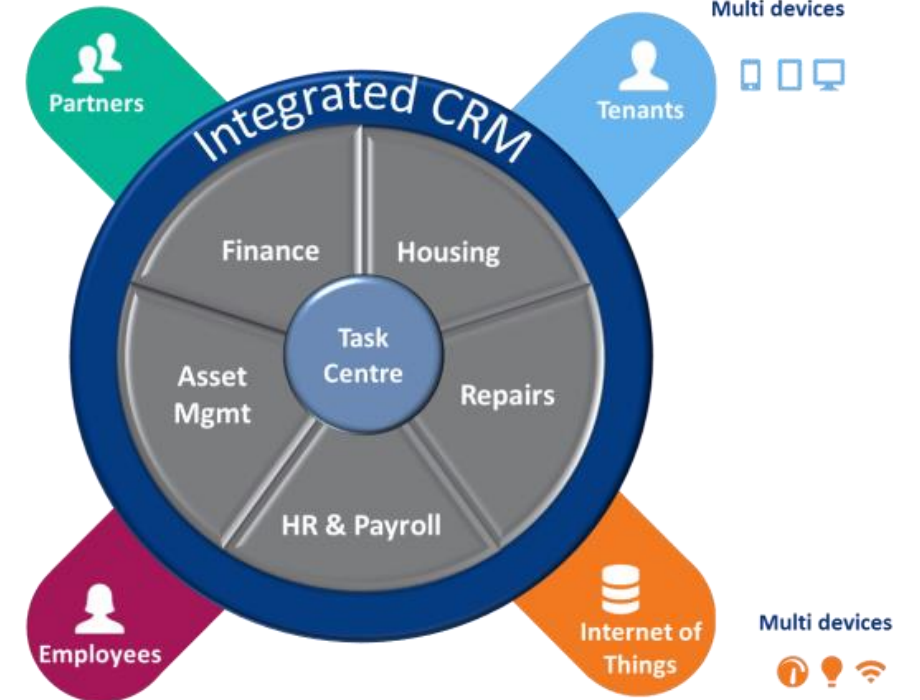 Multi devices
Partners
Tenants
Integrated CRM
Finance
Housing
Task
Centre
Asset
Mgmt
Repairs
HR & Payroll
Employees
Internet of
Things
Multi devices